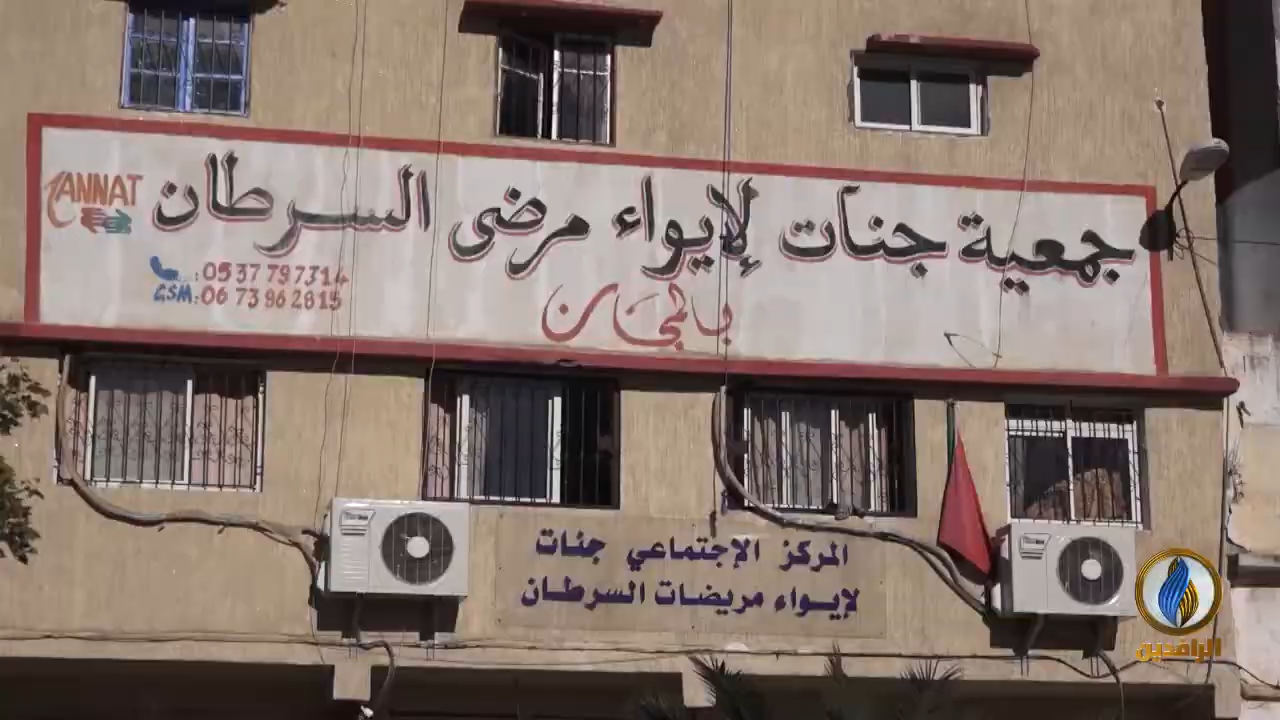 جمعية جنات لإيواء مرضى السرطان
بالمجان
JANNAT
: 05 37 79 73 14
GSM: 06 73 96 28 15
المركز الإجتماعي جنات
لإيواء مريضات السرطان
الرافدين